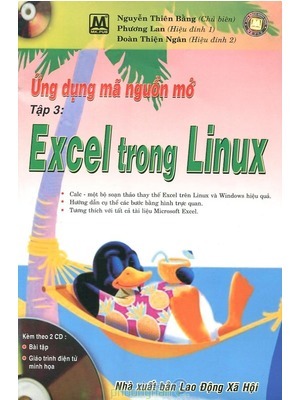 MK.PUB
Nguyễn Thiên Bằng (Chủ biên)
Phương Lan (Hiệu đính 1)
Đoàn Thiện Ngân (Hiệu đính 2)
Ứng dụng mã nguồn mở
Tập 3:
Excel trong Linux
• Calc - một bộ soạn thảo thay thế Excel trên Linux và Windows hiệu quả.
• Hướng dẫn cụ thể các bước bằng hình trực quan.
• Tương thích với tất cả tài liệu Microsoft Excel.
Kèm theo 2 CD :
• Bài tập
• Giáo trình điện tử
minh họa
Nhà xuất bản Lao Động Xã Hội